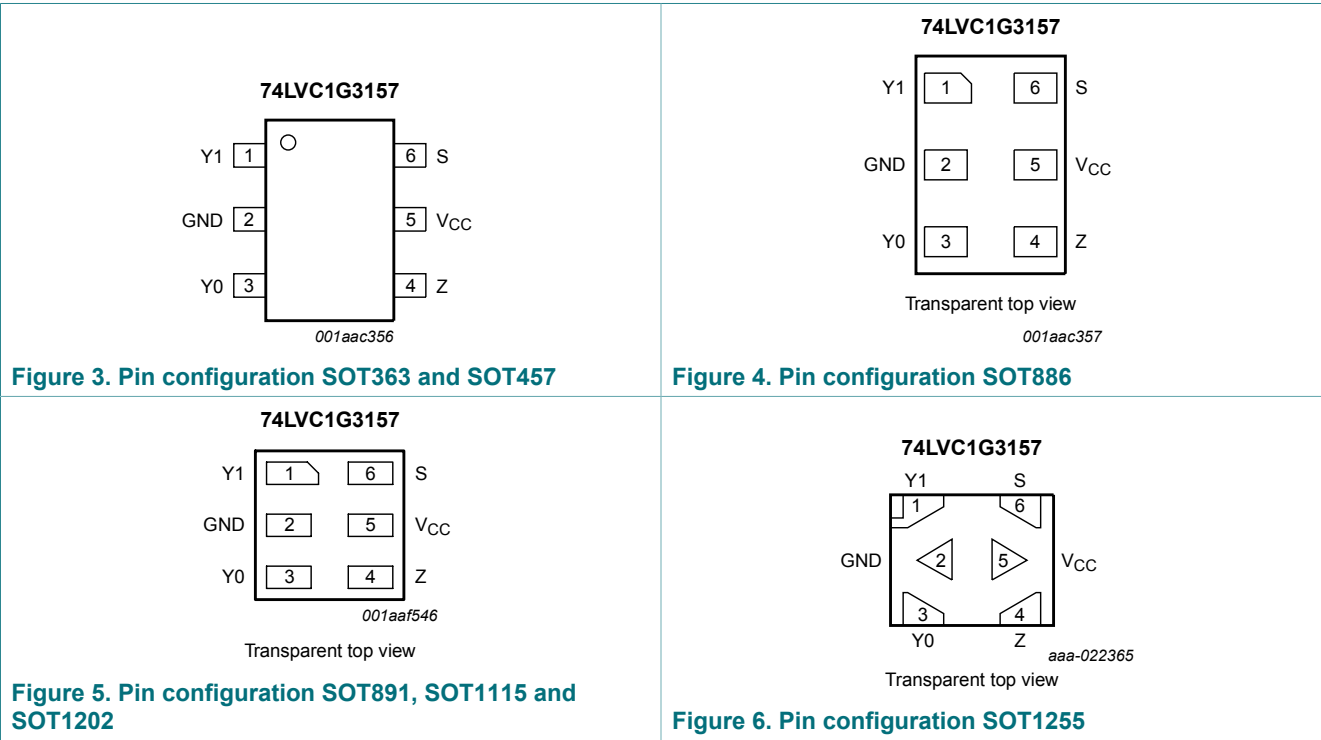 74LVC1G3157
Y1 1 6 S
GND 2 5 VCC
Y0 3 4 Z
001aac356
Figure 3. Pin configuration SOT363 and SOT457
74LVC1G3157
Y1 1 6 S
GND 2 5 VCC
Y0 3 4 Z
Transparent top view
001aac357
Figure 4. Pin configuration SOT886
74LVC1G3157
Y1 1 6 S
GND 2 5 VCC
Y0 3 4 Z
001aaf546
Transparent top view
Figure 5. Pin configuration SOT891, SOT1115 and
SOT1202
74LVC1G3157
Y1 S
1 6
GND 2 5 VCC
3 4
Y0 Z
aaa-022365
Transparent top view
Figure 6. Pin configuration SOT1255